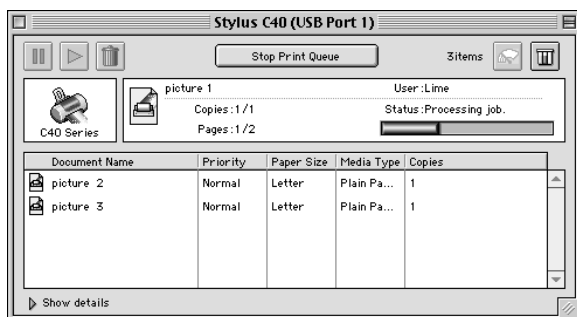 Stylus C40 (USB Port 1)
Stop Print Queue
3items
picture 1
User :Lime
Copies :1/1
Status :Processing job.
Pages :1/2
C40 Series
Document Name Priority Paper Size Media Type Copies
picture 2 Normal Letter Plain Pa... 1
picture 3 Normal Letter Plain Pa... 1
Show details